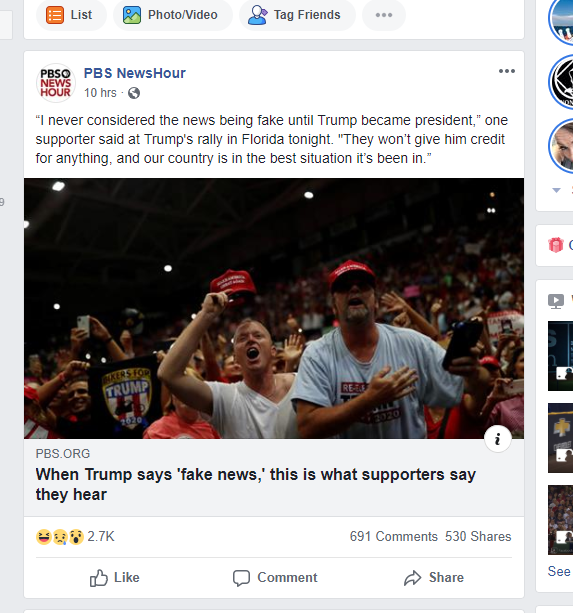 List
Photo/Video
Tag Friends
PBS
NEWS
HOUR
PBS NewsHour
10 hrs ·
“I never considered the news being fake until Trump became president,” one
supporter said at Trump's rally in Florida tonight. "They won’t give him credit
for anything, and our country is in the best situation it’s been in.”
BIKERS FOR
TRUMP
2020
2020
i
PBS.ORG
When Trump says 'fake news,' this is what supporters say
they hear
2.7K
691 Comments 530 Shares
Like
Comment
Share
See